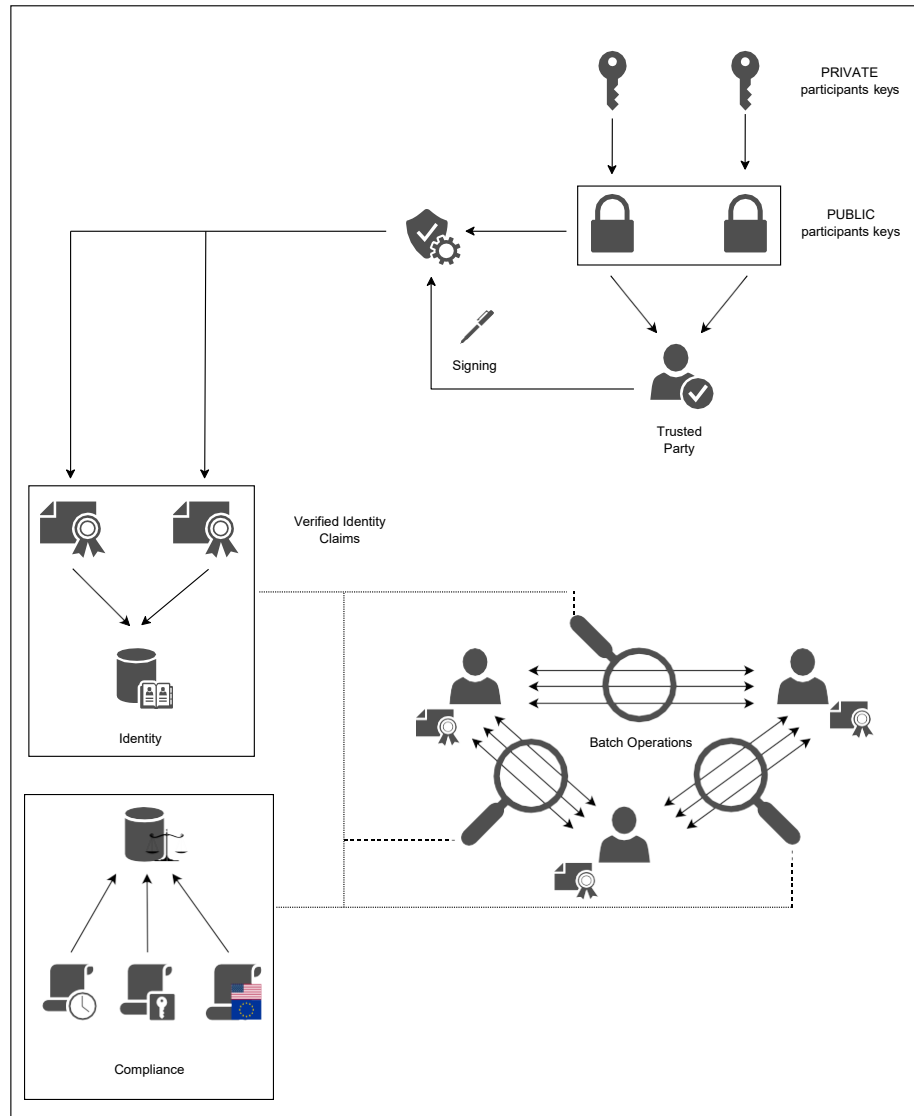 PRIVATE
participants keys
PUBLIC
participants keys
Signing
Trusted
Party
Verified Identity
Claims
Identity
Batch Operations
Compliance